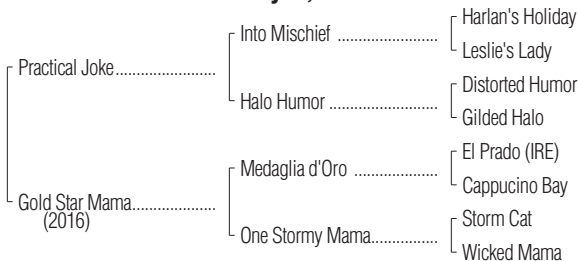 Harlan's Holiday
Into Mischief ........................
Leslie's Lady
Practical Joke........................
Distorted Humor
Halo Humor ..........................
Gilded Halo
El Prado (IRE)
Medaglia d'Oro ....................
Cappucino Bay
Gold Star Mama....................
(2016)
Storm Cat
One Stormy Mama................
Wicked Mama